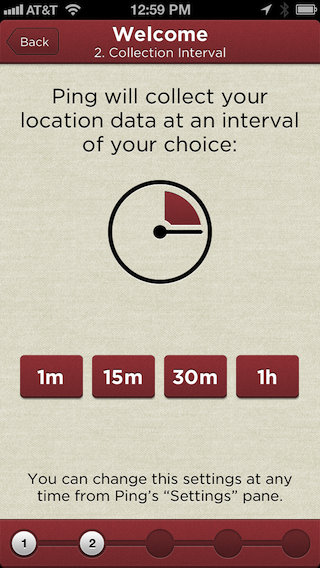 AT&T 12:59 PM
Back
Welcome
2. Collection Interval
Ping will collect your
location data at an interval
of your choice:
1m 15m 30m 1h
You can change this settings at any
time from Ping’s “Settings” pane.
1 2